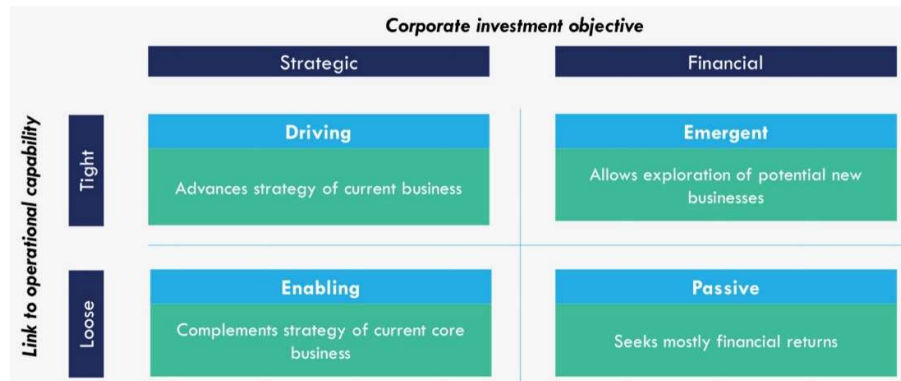 Corporate investment objective
Strategic
Financial
Link to operational capability
Tight
Driving
Advances strategy of current business
Emergent
Allows exploration of potential new
businesses
Loose
Enabling
Complements strategy of current core
business
Passive
Seeks mostly financial returns